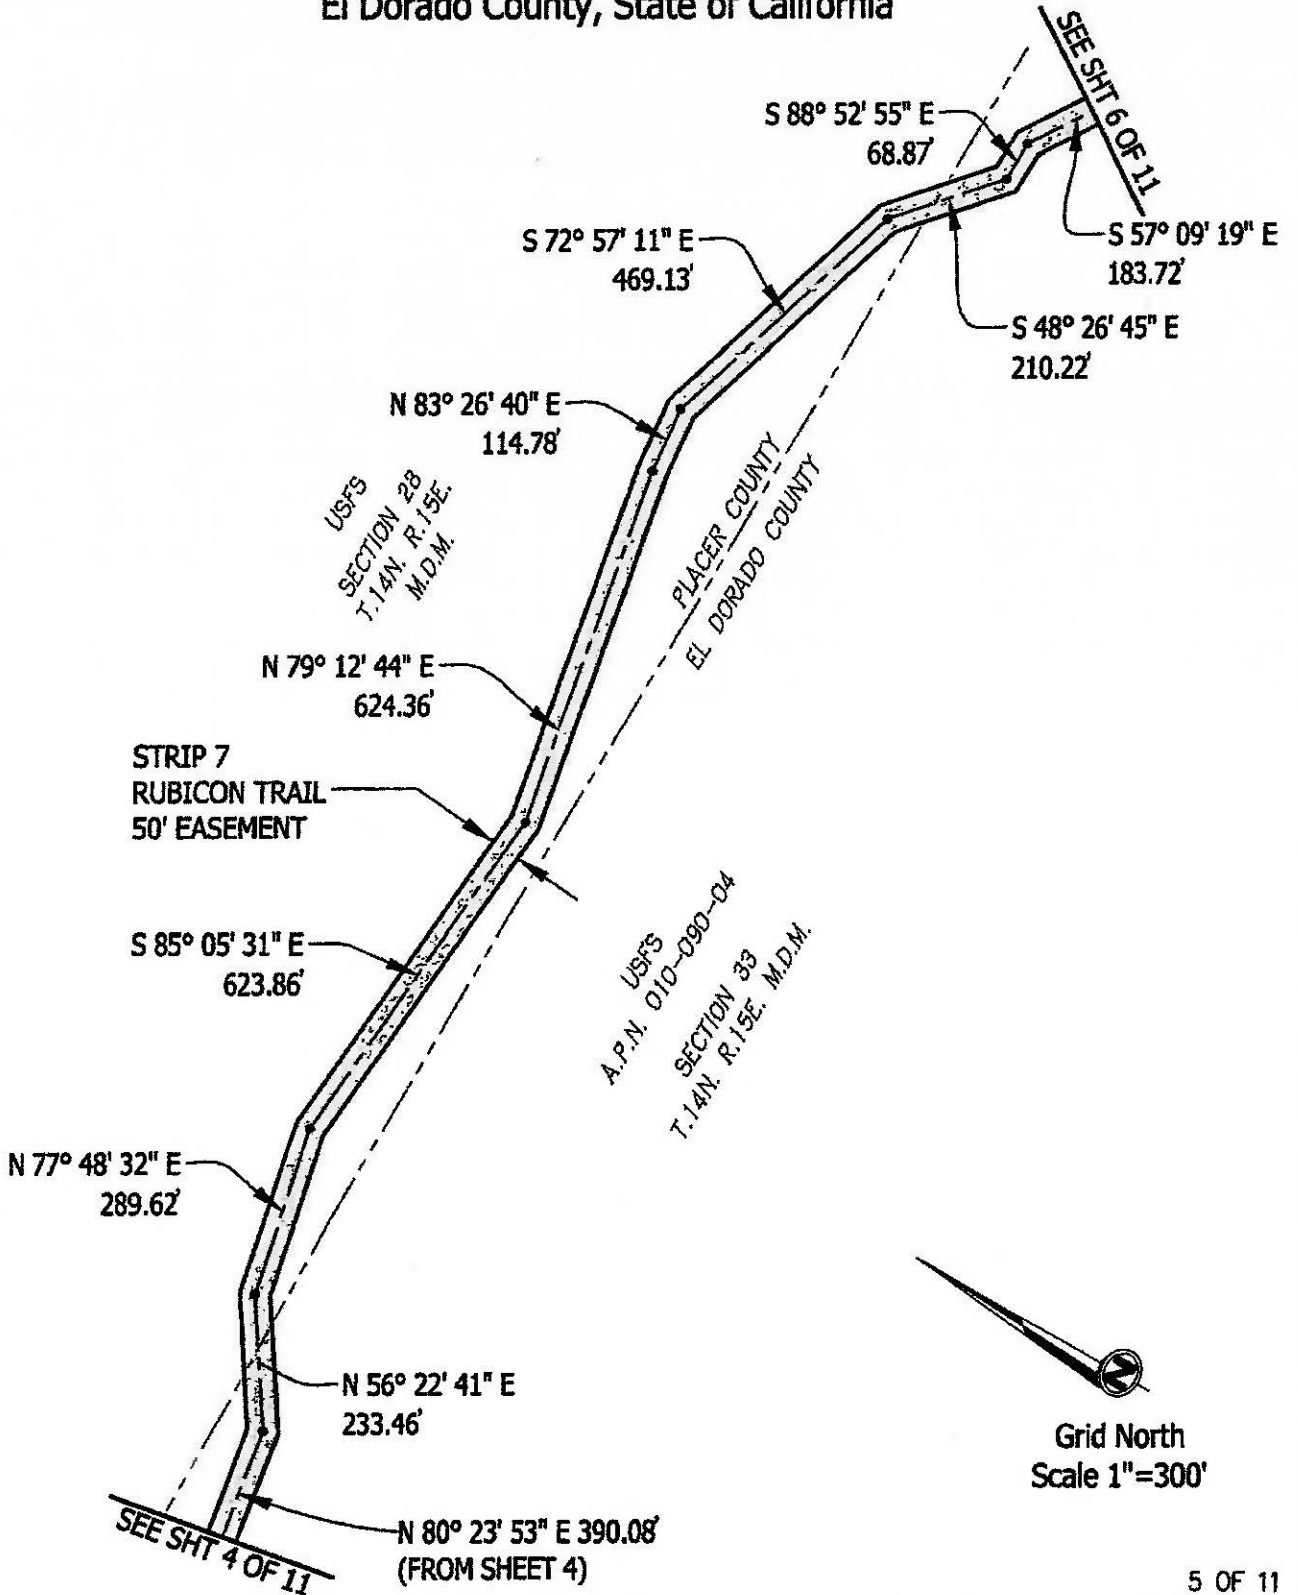 El Dorado County, State of California
SEE SHT 6 OF 11
S 88° 52' 55" E
68.87'
S 57° 09' 19" E
183.72'
S 72° 57' 11" E
469.13'
S 48° 26' 45" E
210.22'
N 83° 26' 40" E
114.78'
USFS
SECTION 28
T.14N. R.15E.
M.D.M.
PLACER COUNTY
EL DORADO COUNTY
N 79° 12' 44" E
624.36'
STRIP 7
RUBICON TRAIL
50' EASEMENT
S 85° 05' 31" E
623.86'
USFS
A.P.N. 010-090-04
SECTION 33
T.14N. R.15E. M.D.M.
N 77° 48' 32" E
289.62'
N 56° 22' 41" E
233.46'
N
Grid North
Scale 1"=300'
N 80° 23' 53" E 390.08'
(FROM SHEET 4)
SEE SHT 4 OF 11
5 OF 11